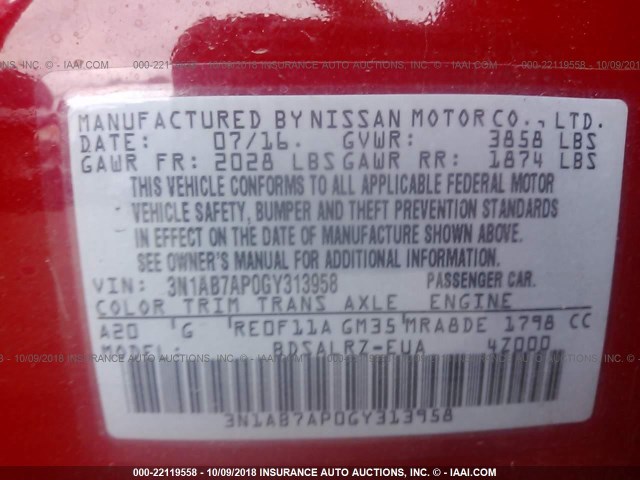 000-22119558 - 10/09/2018 INSURANCE AUTO AUCTIONS, INC. - IAAI.COM
MANUFACTURED BY NISSAN MOTOR CO., LTD.
DATE: 07/16. GVWR: 3858 LBS
GAWR FR: 2028 LBS GAWR RR: 1874 LBS
THIS VEHICLE CONFORMS TO ALL APPLICABLE FEDERAL MOTOR
VEHICLE SAFETY, BUMPER AND THEFT PREVENTION STANDARDS
IN EFFECT ON THE DATE OF MANUFACTURE SHOWN ABOVE.
SEE OWNER'S MANUAL FOR ADDITIONAL INFORMATION.
VIN: 3N1AB7AP0GY313958 PASSENGER CAR.
COLOR TRIM TRANS AXLE ENGINE
A20 G RE0F11A GM35 MRA8DE 1798 CC
MODEL: BDSALRZ-EUA 4Z000
3N1AB7AP0GY313958
000-22119558 - 10/09/2018 INSURANCE AUTO AUCTIONS, INC. - IAAI.COM